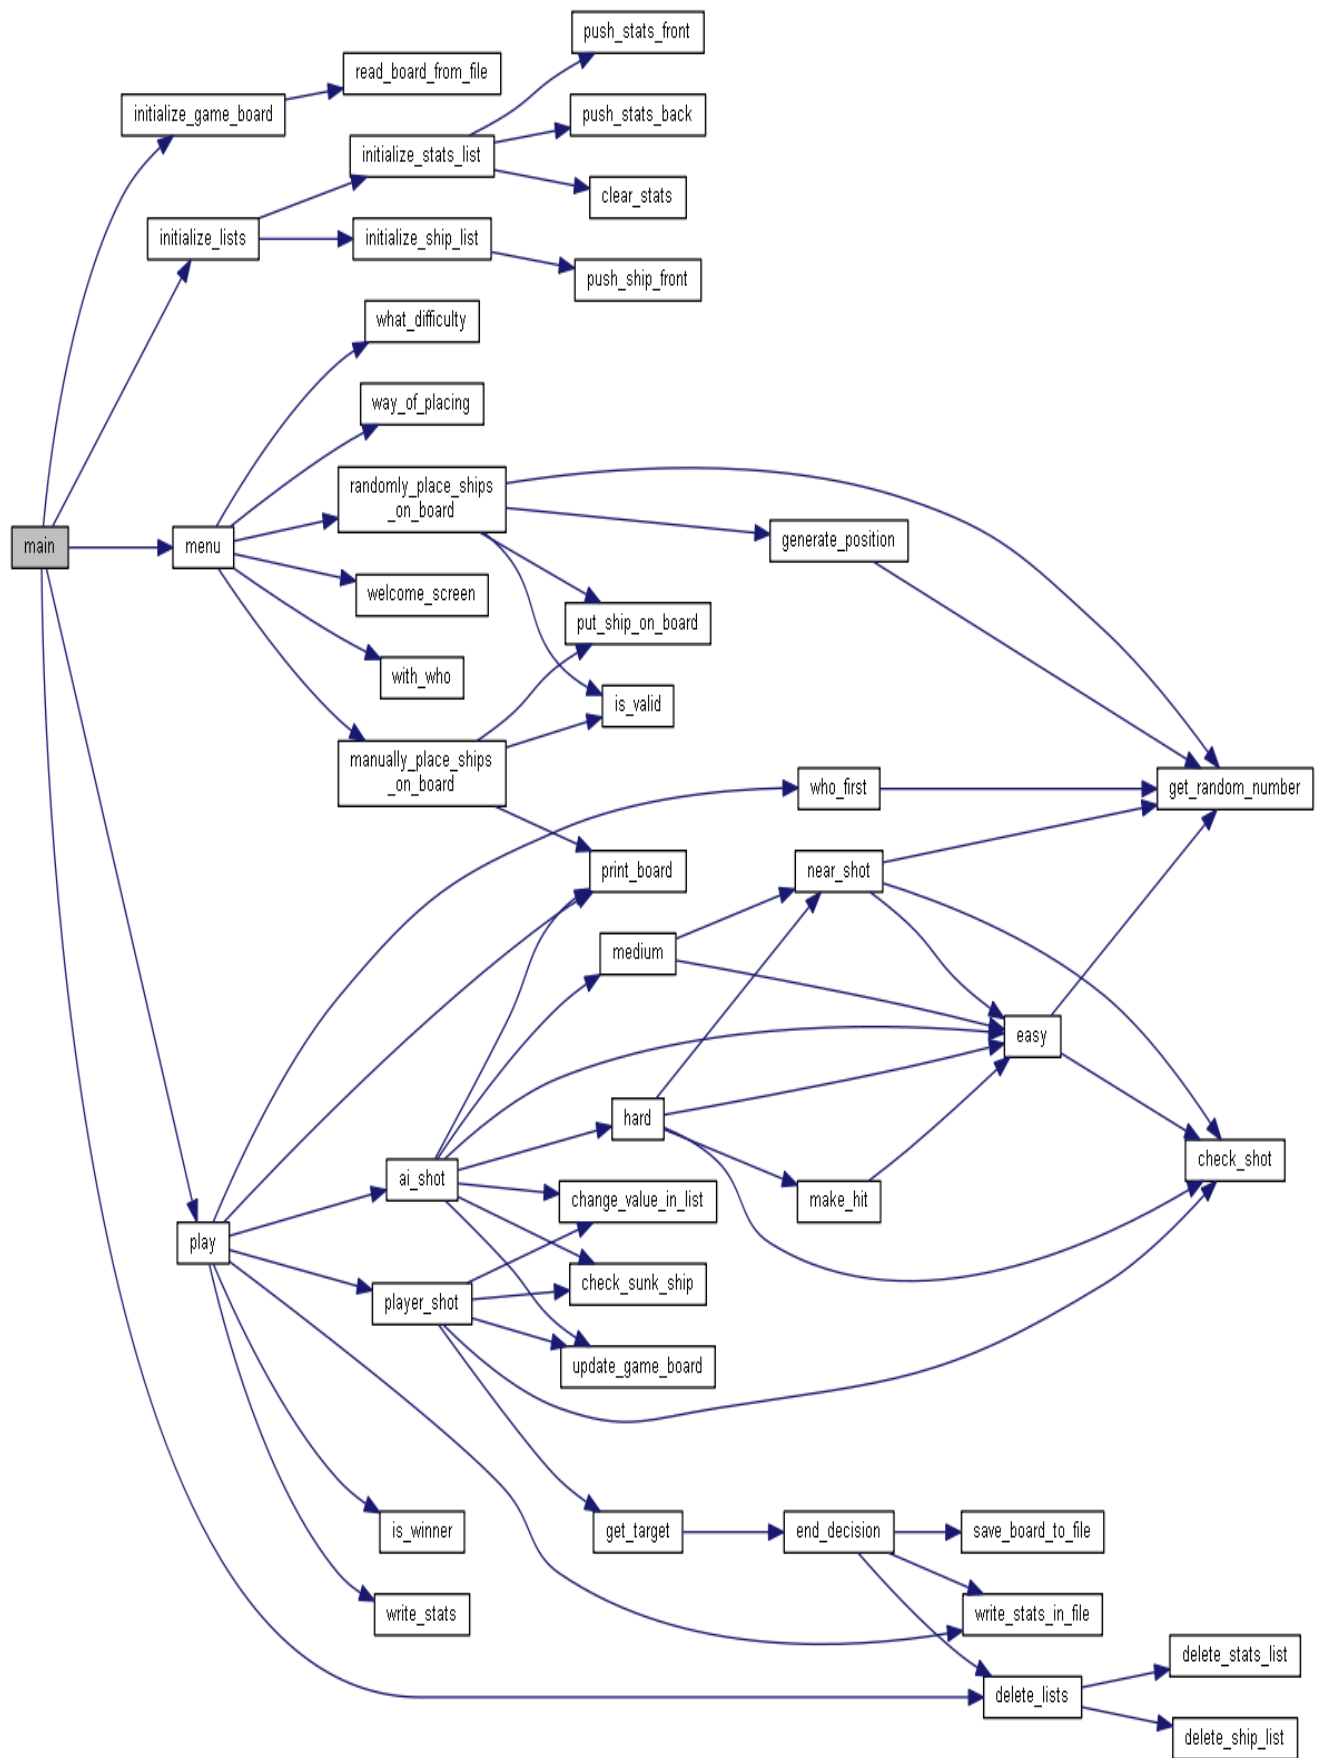 push_stats_front
read_board_from_file
initialize_game_board
push_stats_back
initialize_stats_list
clear_stats
initialize_lists
initialize_ship_list
push_ship_front
what_difficulty
way_of_placing
randomly_place_ships
_on_board
main
menu
generate_position
welcome_screen
put_ship_on_board
with_who
is_valid
manually_place_ships
_on_board
who_first
get_random_number
print_board
near_shot
medium
easy
hard
check_shot
ai_shot
change_value_in_list
make_hit
play
check_sunk_ship
player_shot
update_game_board
is_winner
get_target
end_decision
save_board_to_file
write_stats
write_stats_in_file
delete_stats_list
delete_lists
delete_ship_list